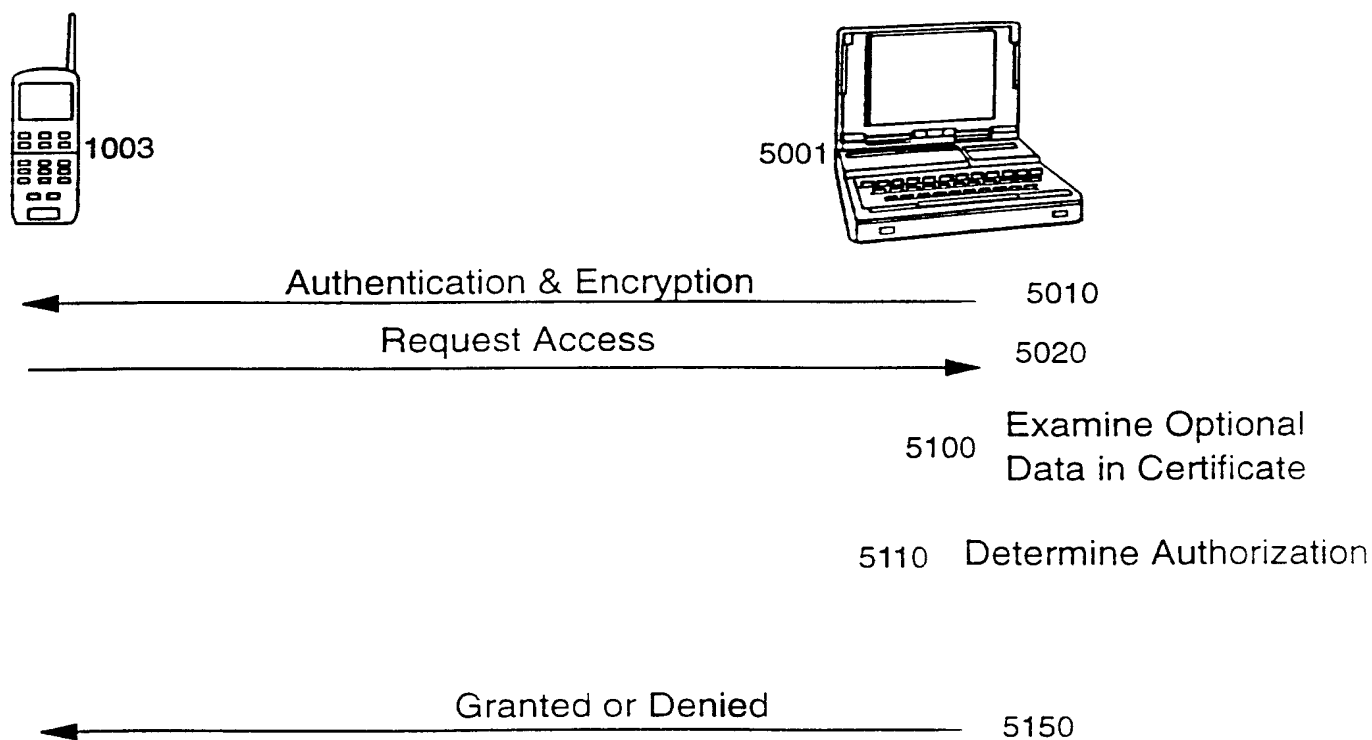 1003
5001
Authentication & Encryption 5010
Request Access 5020
5100 Examine Optional
Data in Certificate
5110 Determine Authorization
Granted or Denied 5150